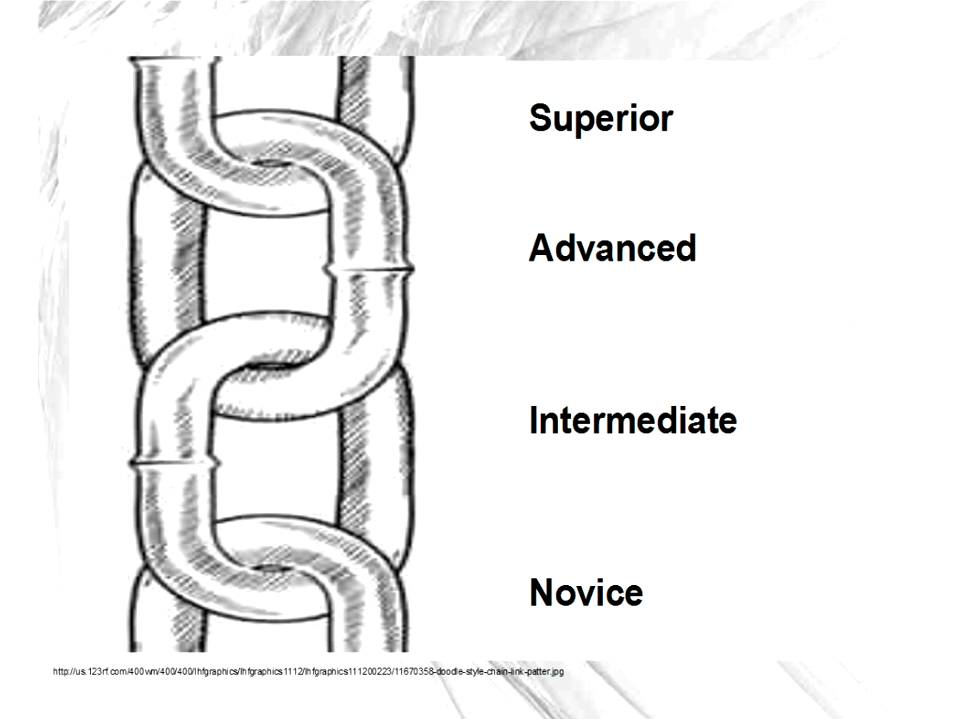 Superior
Advanced
Intermediate
Novice
http://us.123rf.com/400wm/400/400/lhfgraphics/lhfgraphics1112/lhfgraphics111200223/11670358-doodle-style-chain-link-patter.jpg